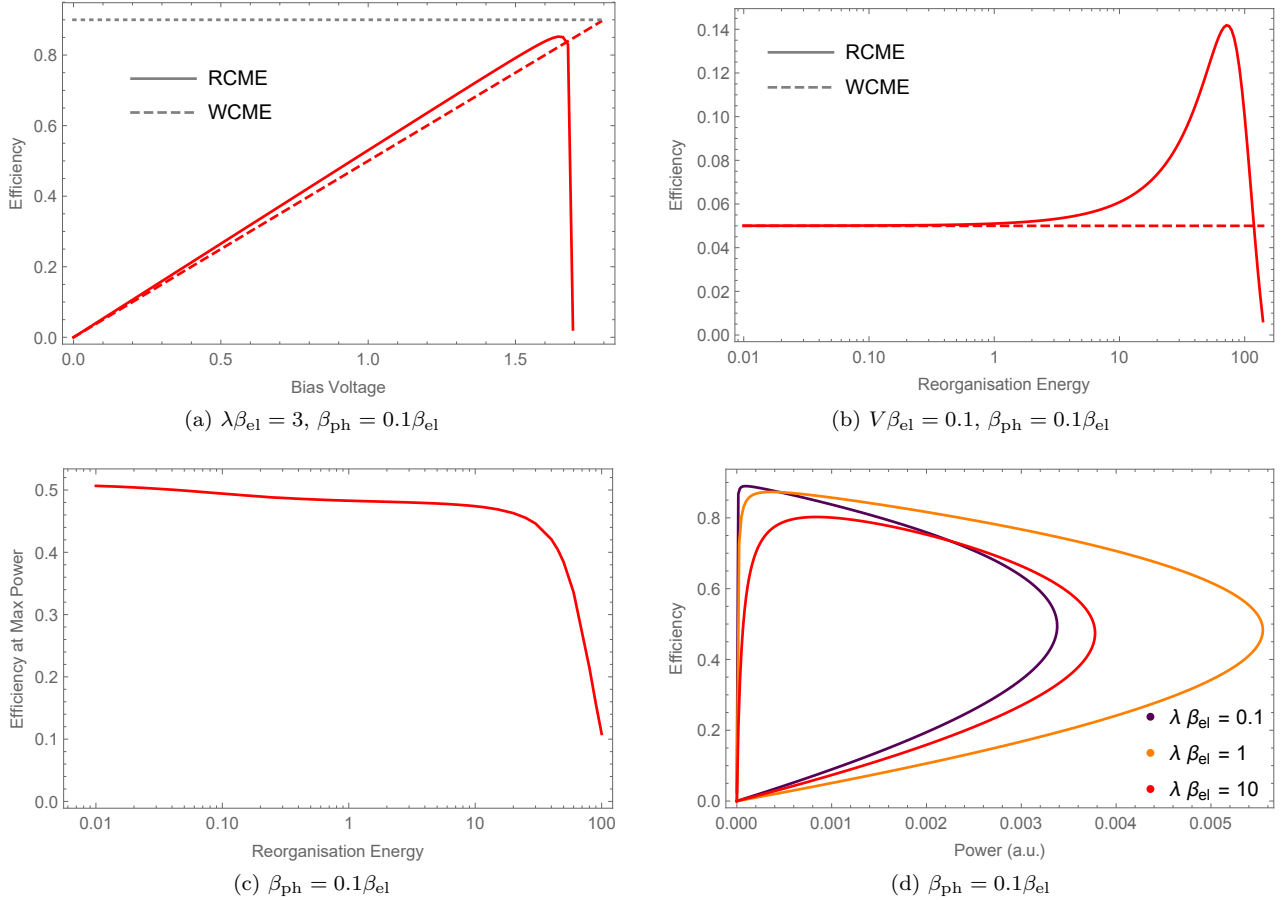 0.8
0.6
0.4
0.2
0.0
Efficiency
RCME
WCME
0.0 0.5 1.0 1.5
Bias Voltage
(a) λβel = 3, βph = 0.1βel
0.14
0.12
0.10
0.08
0.06
0.04
0.02
0.00
Efficiency
RCME
WCME
0.01 0.10 1 10 100
Reorganisation Energy
(b) Vβel = 0.1, βph = 0.1βel
0.5
0.4
0.3
0.2
0.1
0.0
Efficiency at Max Power
0.01 0.10 1 10 100
Reorganisation Energy
(c) βph = 0.1βel
0.8
0.6
0.4
0.2
0.0
Efficiency
λ βel = 0.1
λ βel = 1
λ βel = 10
0.000 0.001 0.002 0.003 0.004 0.005
Power (a.u.)
(d) βph = 0.1βel